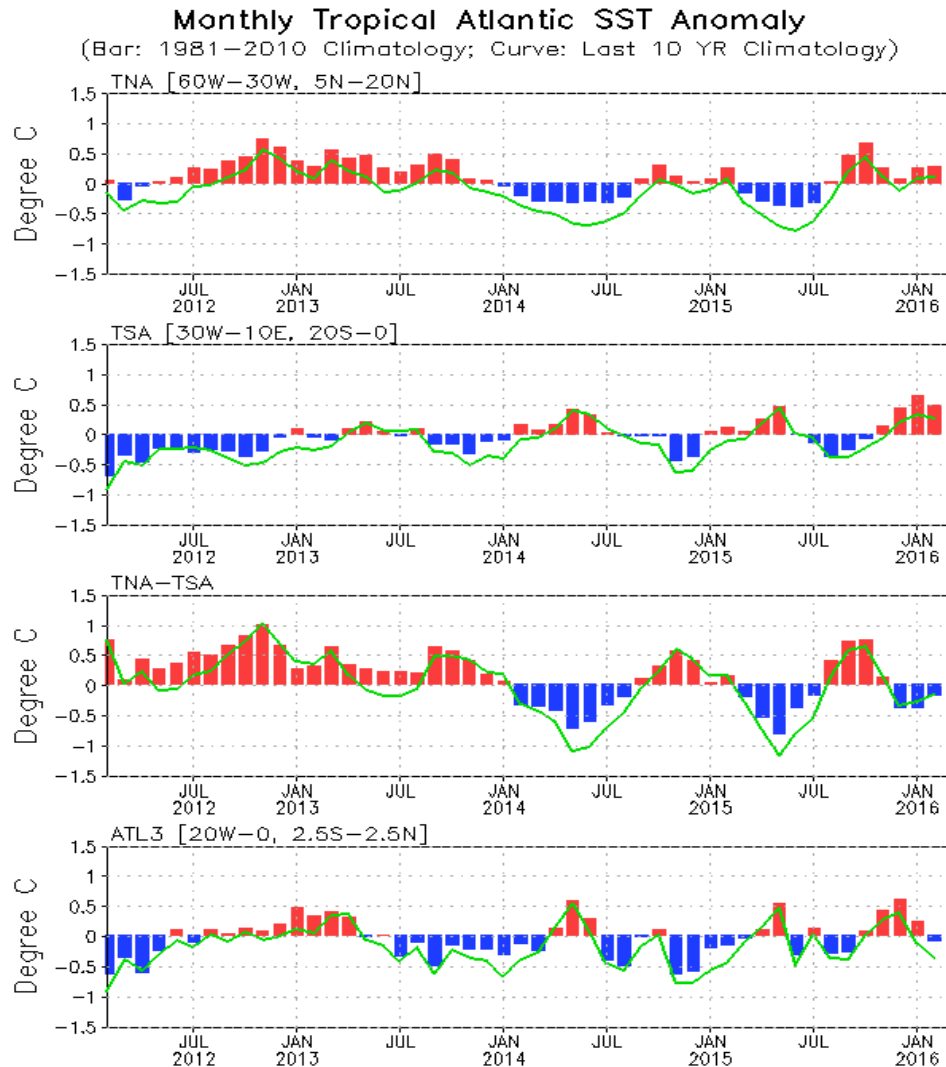 Monthly Tropical Atlantic SST Anomaly
(Bar: 1981-2010 Climatology; Curve: Last 10 YR Climatology)
TNA [60W-30W, 5N-20N]
Degree C
1.5
1
0.5
0
-0.5
-1
-1.5
JUL JAN JUL JAN JUL JAN JUL JAN
2012 2013 2014 2015 2016
TSA [30W-10E, 20S-0]
Degree C
1.5
1
0.5
0
-0.5
-1
-1.5
JUL JAN JUL JAN JUL JAN JUL JAN
2012 2013 2014 2015 2016
TNA-TSA
Degree C
1.5
1
0.5
0
-0.5
-1
-1.5
JUL JAN JUL JAN JUL JAN JUL JAN
2012 2013 2014 2015 2016
ATL3 [20W-0, 2.5S-2.5N]
Degree C
1.5
1
0.5
0
-0.5
-1
-1.5
JUL JAN JUL JAN JUL JAN JUL JAN
2012 2013 2014 2015 2016